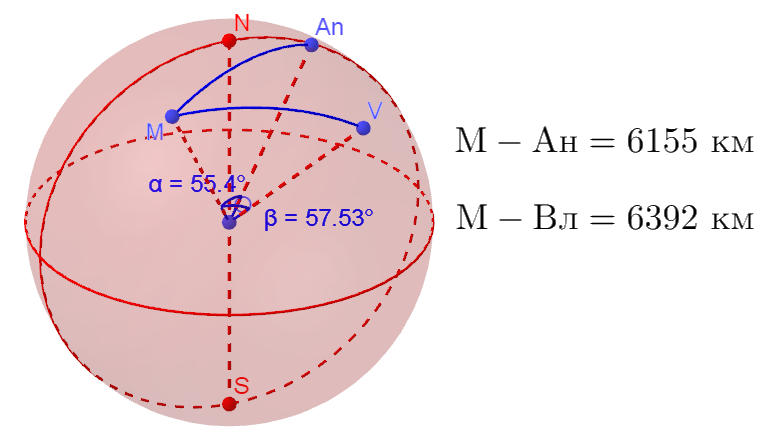 N
An
M
V
α = 55.4°
β = 57.53°
S
М − Ан = 6155 км
М − Вл = 6392 км